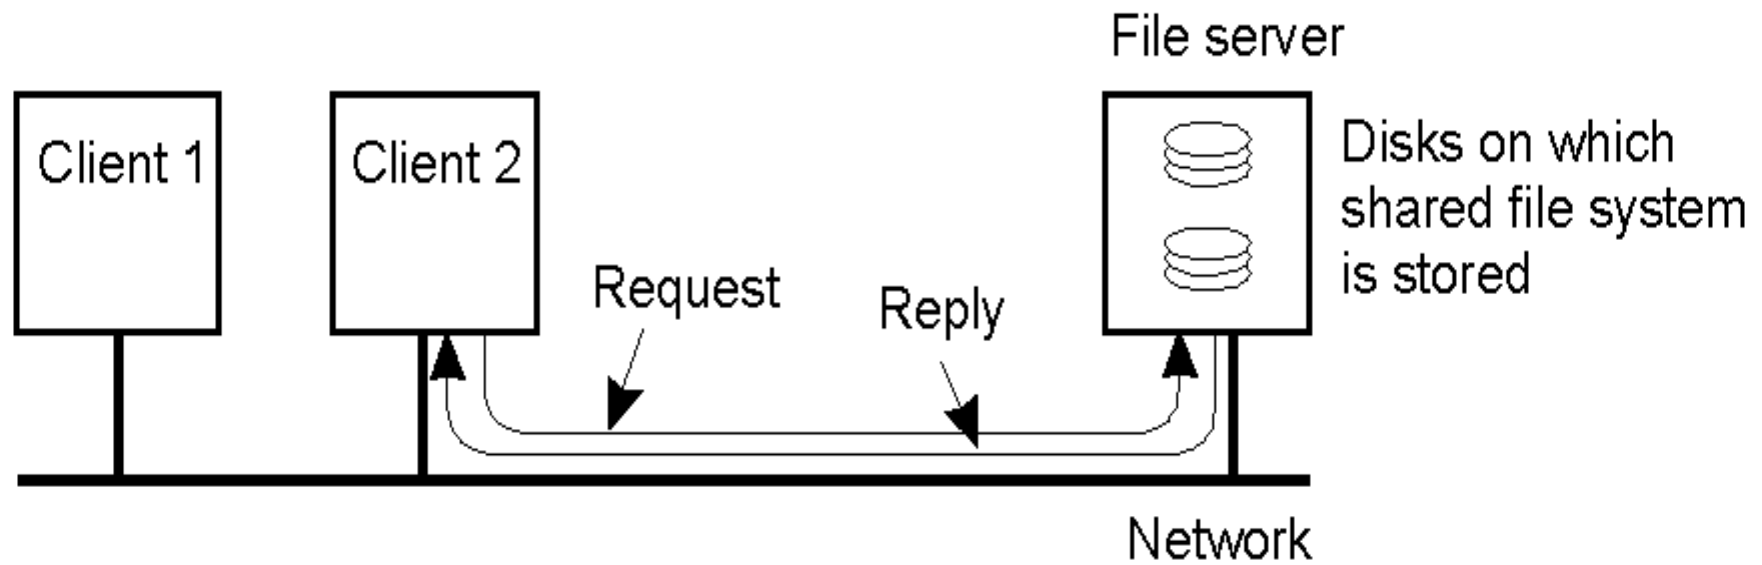 File server
Client 1
Client 2
Disks on which
shared file system
is stored
Request
Reply
Network